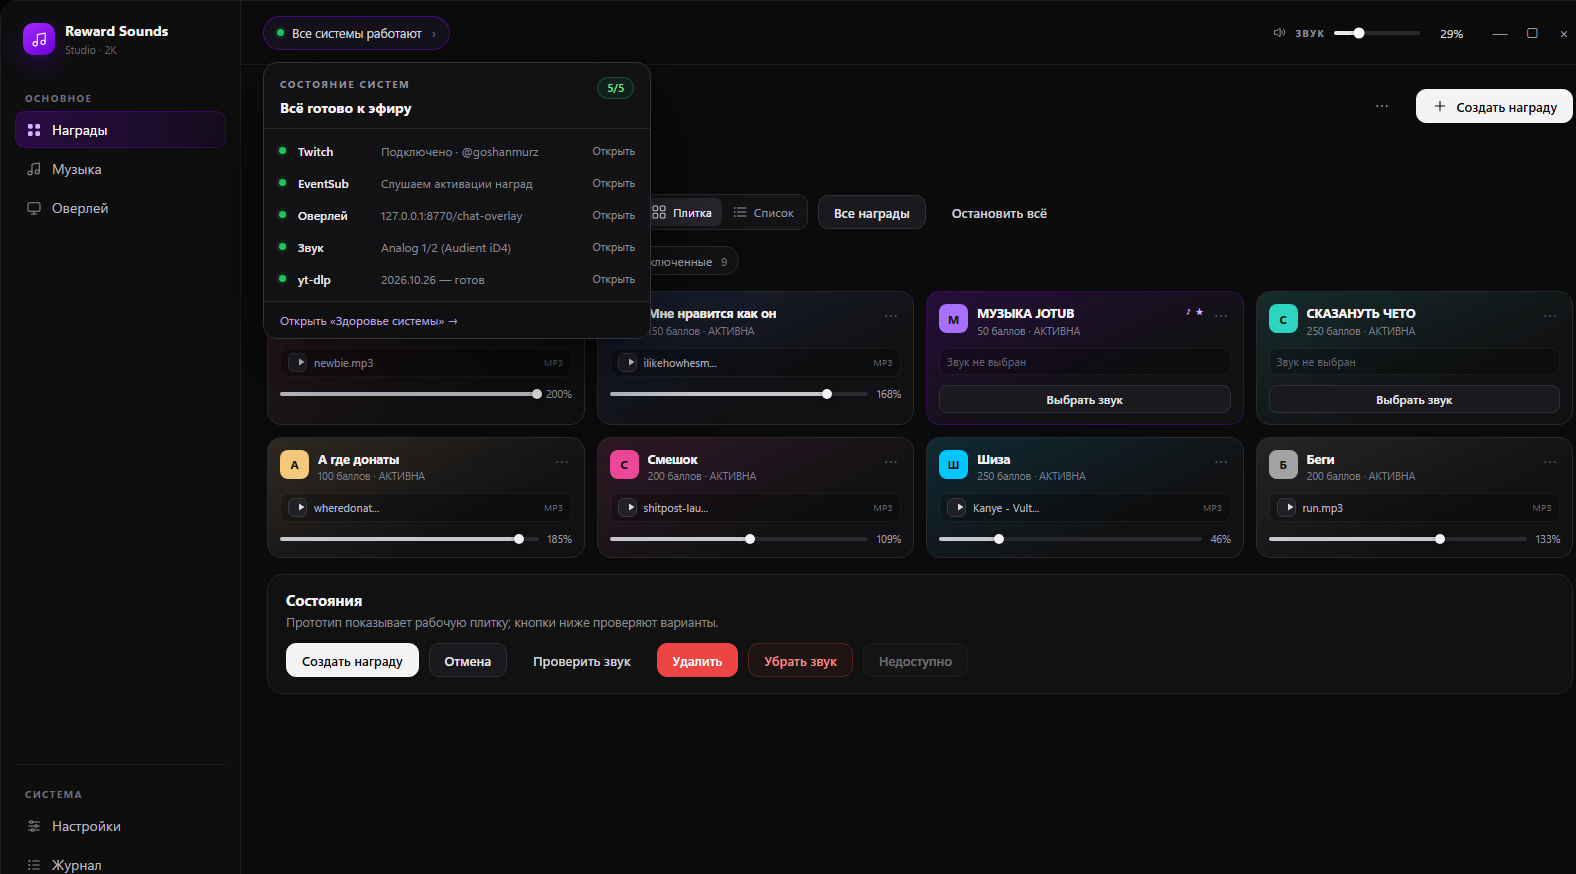 Reward Sounds
Studio · 2K
ОСНОВНОЕ
Награды
Музыка
Оверлей
СИСТЕМА
Настройки
Журнал
Все системы работают ›
ЗВУК 29%
СОСТОЯНИЕ СИСТЕМ 5/5
Всё готово к эфиру
Twitch Подключено · @goshanmurz Открыть
EventSub Слушаем активации наград Открыть
Оверлей 127.0.0.1:8770/chat-overlay Открыть
Звук Analog 1/2 (Audient iD4) Открыть
yt-dlp 2026.10.26 — готов Открыть
Открыть «Здоровье системы» →
... + Создать награду
Плитка Список Все награды Остановить всё
ключенные 9
newbie.mp3 MP3
200%
Мне нравится как он ...
50 баллов · АКТИВНА
ilikehowhesm... MP3
168%
М МУЗЫКА JOTUB ♪ ★ ...
50 баллов · АКТИВНА
Звук не выбран
Выбрать звук
С СКАЗАНУТЬ ЧЕТО ...
250 баллов · АКТИВНА
Звук не выбран
Выбрать звук
А А где донаты ...
100 баллов · АКТИВНА
wheredonat... MP3
185%
С Смешок ...
200 баллов · АКТИВНА
shitpost-lau... MP3
109%
Ш Шиза ...
250 баллов · АКТИВНА
Kanye - Vult... MP3
46%
Б Беги ...
200 баллов · АКТИВНА
run.mp3 MP3
133%
Состояния
Прототип показывает рабочую плитку; кнопки ниже проверяют варианты.
Создать награду Отмена Проверить звук Удалить Убрать звук Недоступно